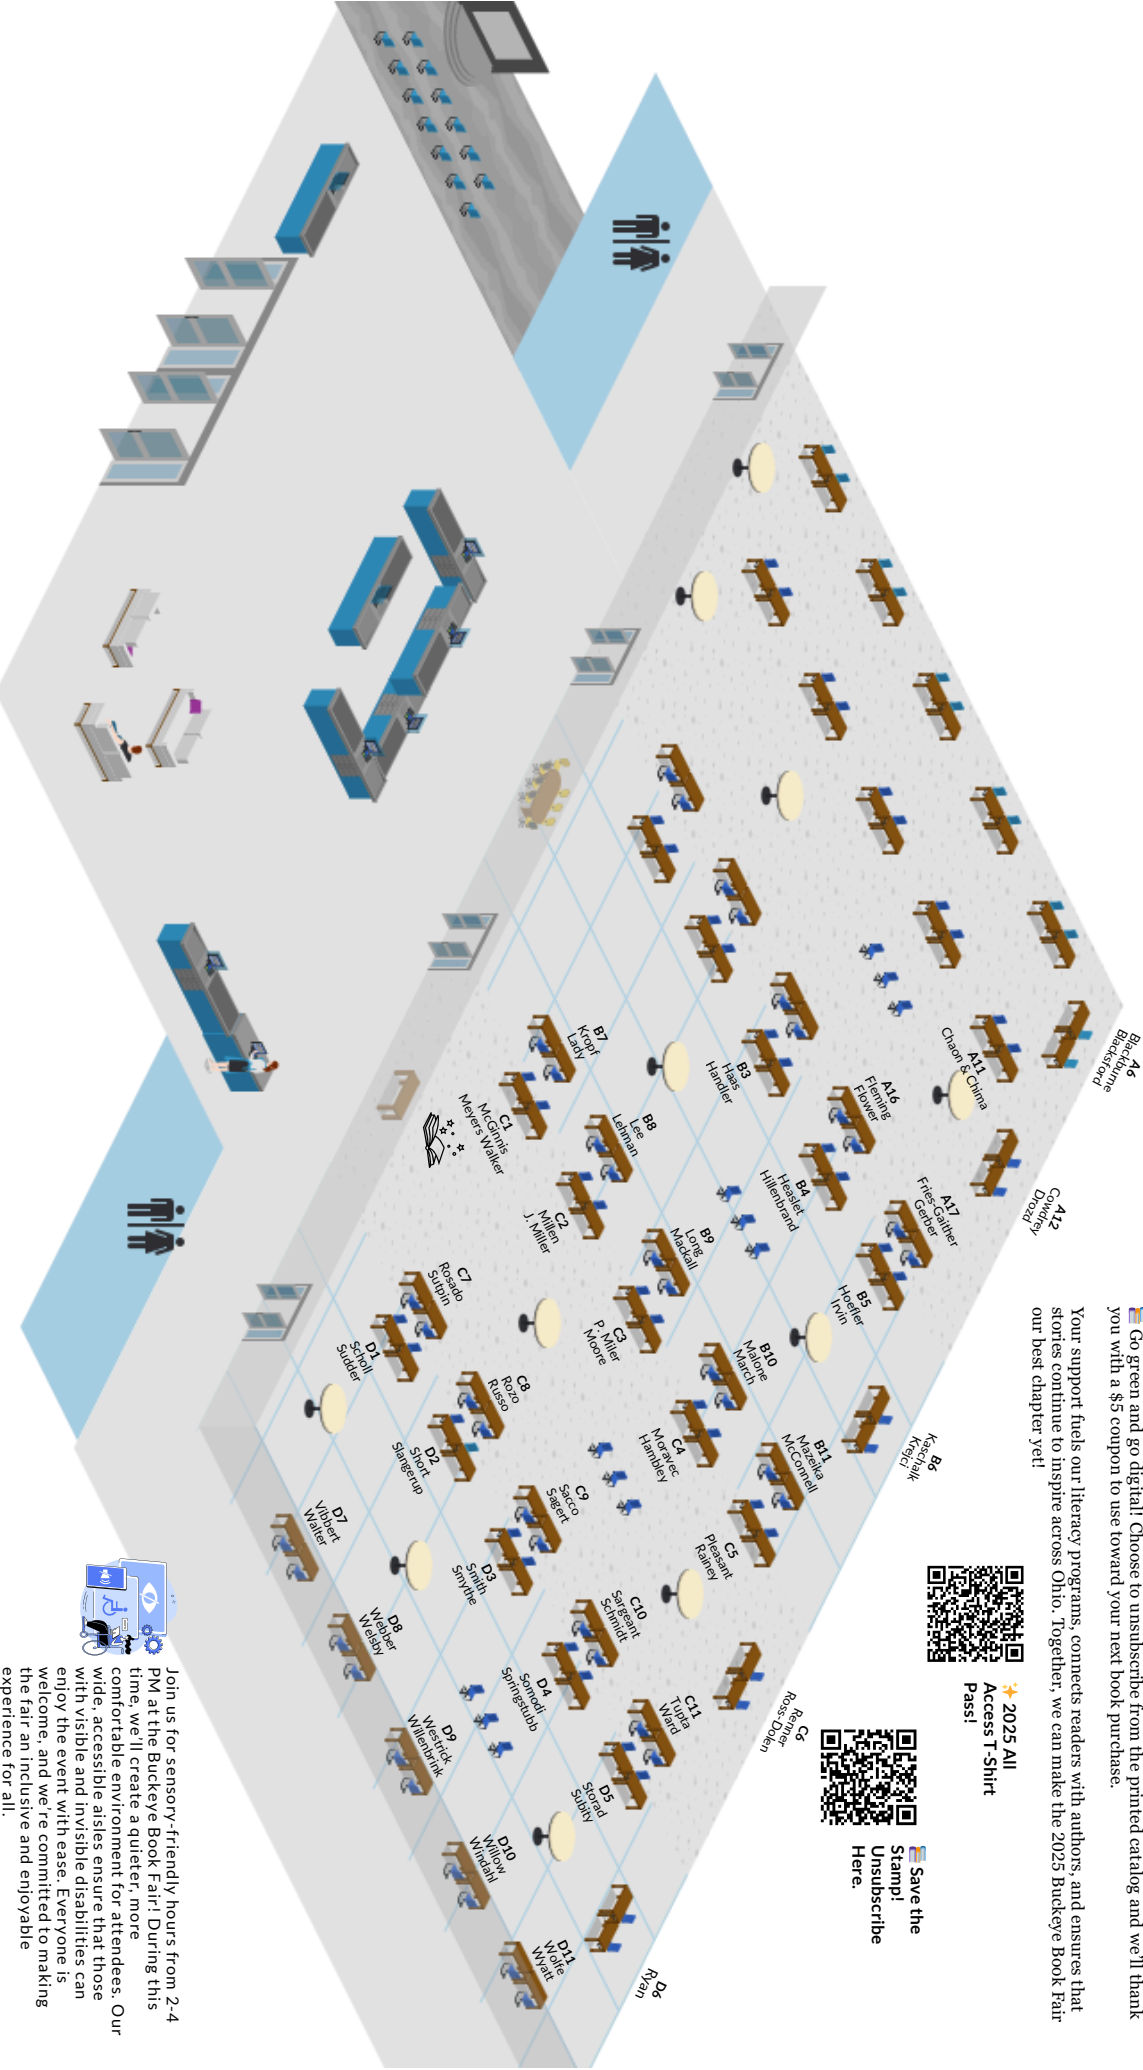 📚 Go green and go digital! Choose to unsubscribe from the printed catalog and we'll thank
you with a $5 coupon to use toward your next book purchase.
Your support fuels our literacy programs, connects readers with authors, and ensures that
stories continue to inspire across Ohio. Together, we can make the 2025 Buckeye Book Fair
our best chapter yet!
✨ 2025 All
Access T-Shirt
Pass!
📚 Save the
Stamp!
Unsubscribe
Here.
A6
Blackburne
Blacksford
A11
Chaon & Chima
A12
Cowdrey
Drozd
A16
Fleming
Flower
A17
Fries-Gaither
Gerber
B3
Haas
Handler
B4
Heaslet
Hillenbrand
B5
Hoefler
Irvin
B6
Kaschalk
Krejci
B7
Kropf
Lady
B8
Lee
Lehman
B9
Long
Mackall
B10
Malone
March
B11
Mazeika
McConnell
C1
McGinnis
Meyers Walker
C2
Millen
J. Miller
C3
P. Miler
Moore
C4
Moravec
Hambley
C5
Pleasant
Rainey
C6
Renner
Ross-Dolen
C7
Rosado
Sutpin
C8
Rozo
Russo
C9
Sacco
Sagert
C10
Sargeant
Schmidt
C11
Tupta
Ward
D1
Scholl
Sudder
D2
Short
Slangerup
D3
Smith
Smythe
D4
Somodi
Springstubb
D5
Storad
Subity
D6
Ryan
D7
Vibbert
Walter
D8
Webber
Welsby
D9
Westrick
Willenbrink
D10
Willow
Windahl
D11
Wolfe
Wyatt
Join us for sensory-friendly hours from 2-4
PM at the Buckeye Book Fair! During this
time, we'll create a quieter, more
comfortable environment for attendees. Our
wide, accessible aisles ensure that those
with visible and invisible disabilities can
enjoy the event with ease. Everyone is
welcome, and we're committed to making
the fair an inclusive and enjoyable
experience for all.